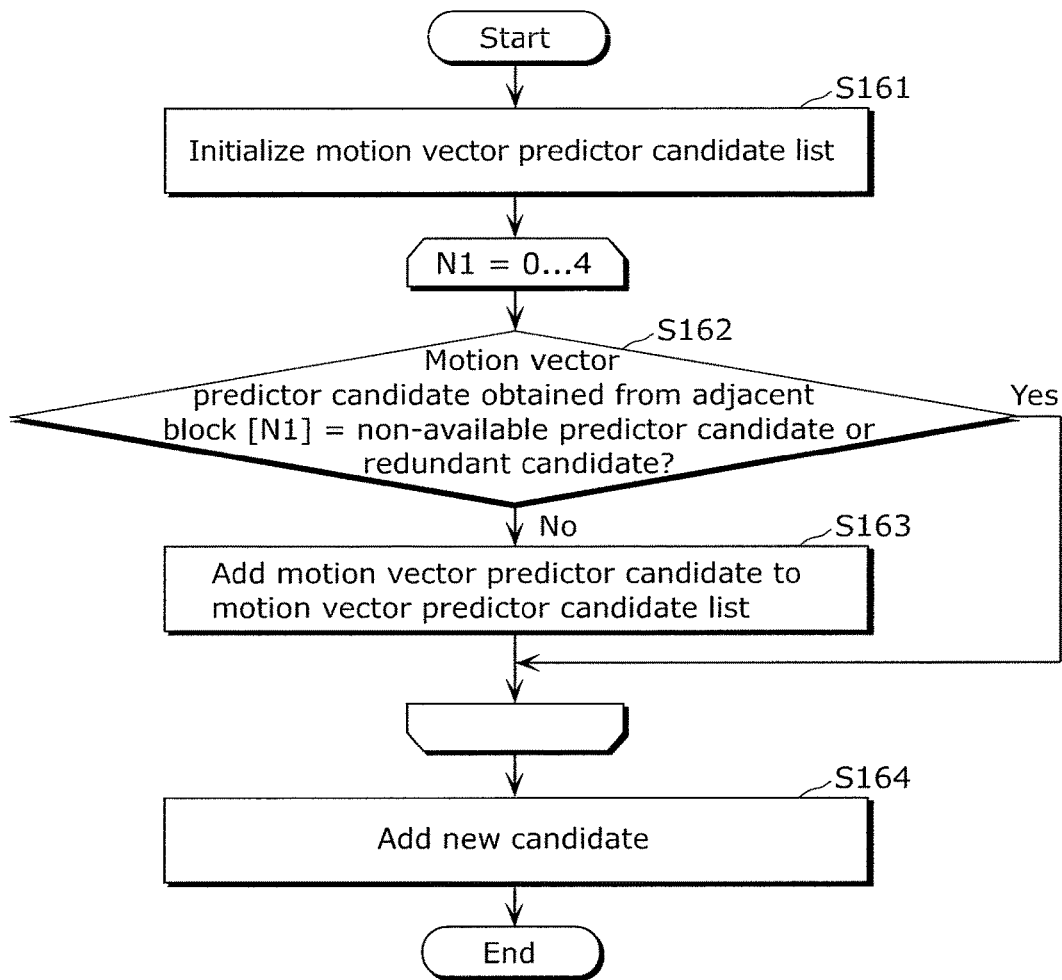 Start
S161
Initialize motion vector predictor candidate list
N1 = 0...4
S162
Motion vector
predictor candidate obtained from adjacent
block [N1] = non-available predictor candidate or
redundant candidate?
Yes
No
S163
Add motion vector predictor candidate to
motion vector predictor candidate list
S164
Add new candidate
End